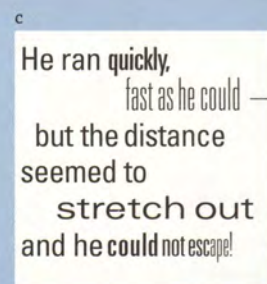 c
He ran quickly,
fast as he could —
but the distance
seemed to
stretch out
and he could not escape!